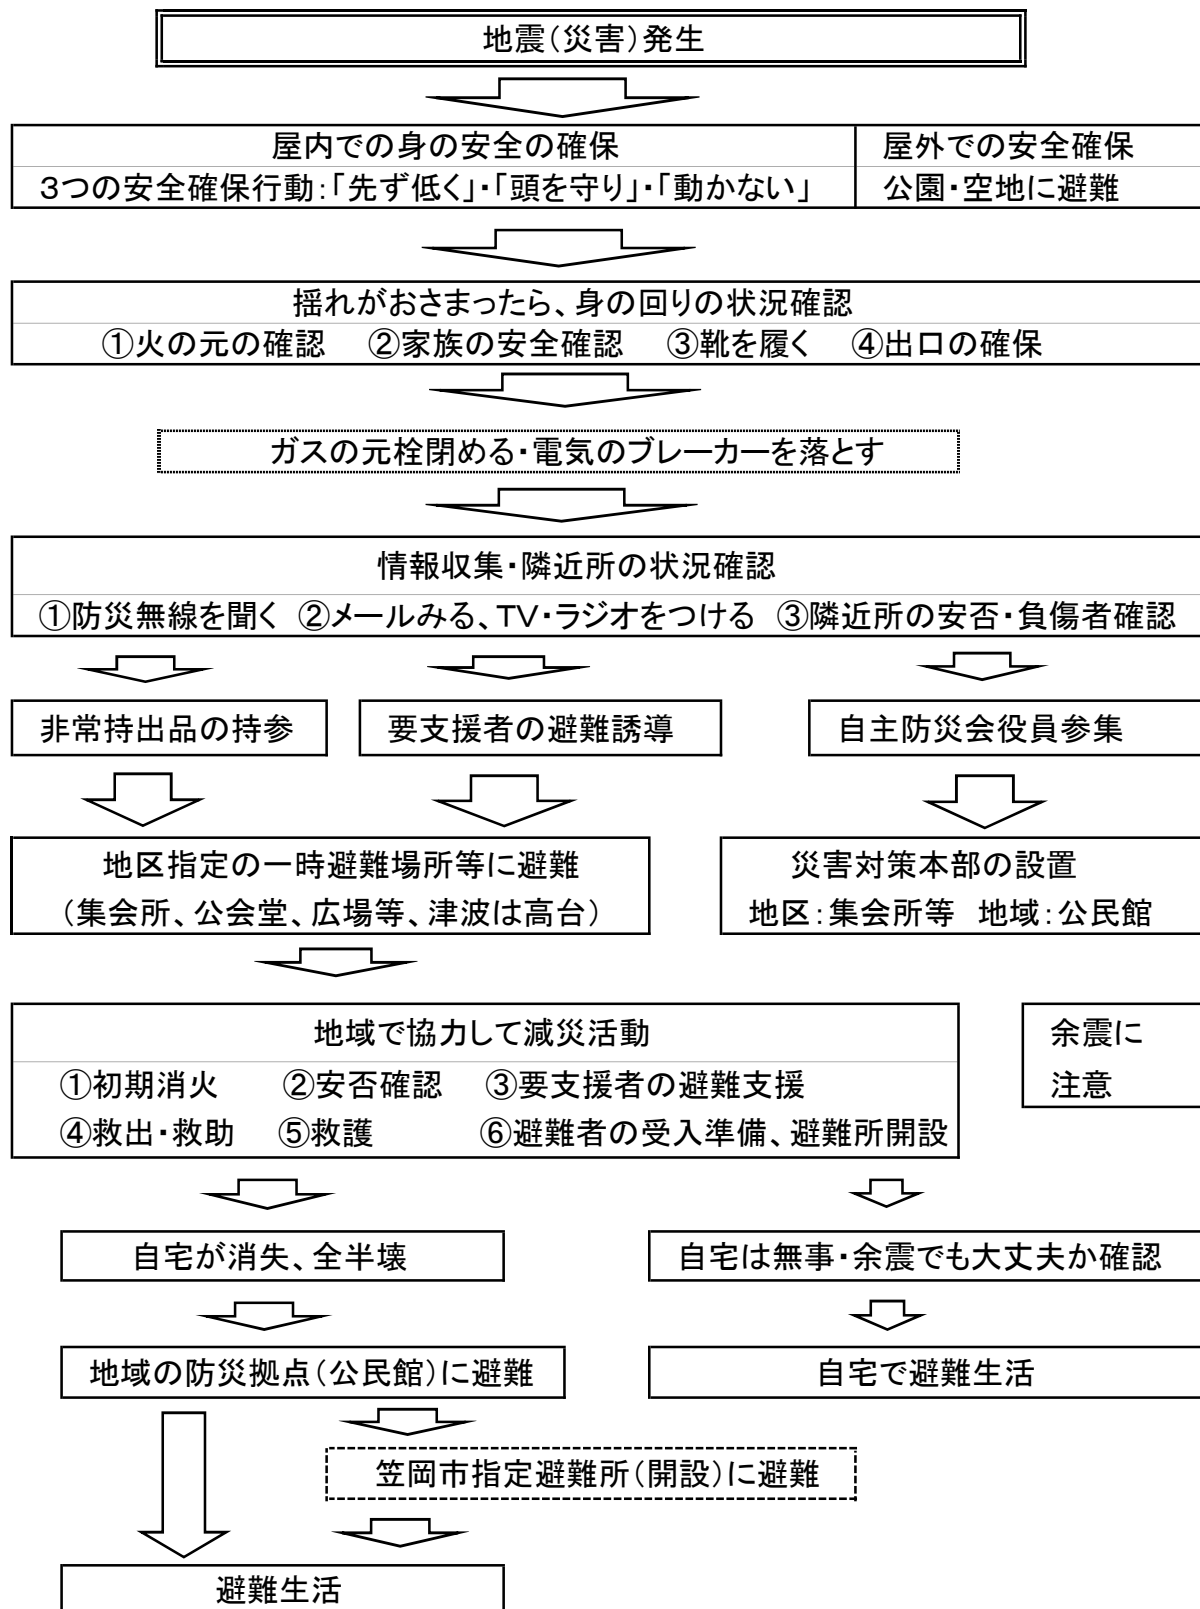 地震(災害)発生
屋内での身の安全の確保
屋外での安全確保
3つの安全確保行動:「先ず低く」・「頭を守り」・「動かない」
公園・空地に避難
揺れがおさまったら、身の回りの状況確認
①火の元の確認 ②家族の安全確認 ③靴を履く ④出口の確保
ガスの元栓閉める・電気のブレーカーを落とす
情報収集・隣近所の状況確認
①防災無線を聞く ②メールみる、TV・ラジオをつける ③隣近所の安否・負傷者確認
非常持出品の持参
要支援者の避難誘導
自主防災会役員参集
地区指定の一時避難場所等に避難
(集会所、公会堂、広場等、津波は高台)
災害対策本部の設置
地区:集会所等 地域:公民館
地域で協力して減災活動
①初期消火 ②安否確認 ③要支援者の避難支援
④救出・救助 ⑤救護 ⑥避難者の受入準備、避難所開設
余震に
注意
自宅が消失、全半壊
自宅は無事・余震でも大丈夫か確認
地域の防災拠点(公民館)に避難
自宅で避難生活
笠岡市指定避難所(開設)に避難
避難生活